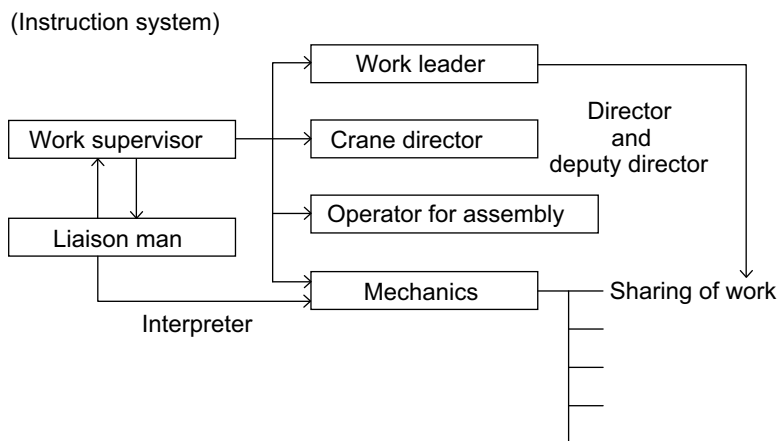 (Instruction system)
Work leader
Work supervisor
Crane director
Director
and
deputy director
Operator for assembly
Liaison man
Mechanics
Sharing of work
Interpreter